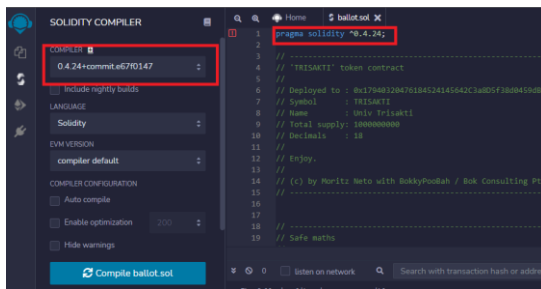 SOLIDITY COMPILER
COMPILER
0.4.24+commit.e67f0147
Include nightly builds
LANGUAGE
Solidity
EVM VERSION
compiler default
COMPILER CONFIGURATION
Auto compile
Enable optimization 200
Hide warnings
Compile ballot.sol
Home ballot.sol
1 pragma solidity ^0.4.24;
2
3 // ----------------------------------------------------------------------------
4 // 'TRISAKTI' token contract
5 //
6 // Deployed to :
7 // Symbol : TRISAKTI
8 // Name : Univ Trisakti
9 // Total supply: 1000000000
10 // Decimals : 18
11 //
12 // Enjoy.
13 //
14 // (c) by Moritz Neto with BokkyPooBah / Bok Consulting Pt
15 // ----------------------------------------------------------------------------
16
17
18 // ----------------------------------------------------------------------------
19 // Safe maths
0 listen on network Search with transaction hash or addre